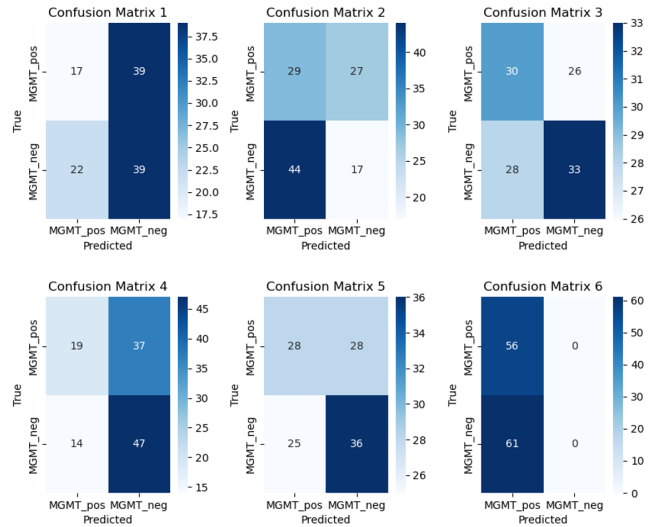 Confusion Matrix 1
MGMT_pos
MGMT_neg
True
17 39
22 39
MGMT_pos MGMT_neg
Predicted
37.5
35.0
32.5
30.0
27.5
25.0
22.5
20.0
17.5
Confusion Matrix 2
MGMT_pos
MGMT_neg
True
29 27
44 17
MGMT_pos MGMT_neg
Predicted
40
35
30
25
20
Confusion Matrix 3
MGMT_pos
MGMT_neg
True
30 26
28 33
MGMT_pos MGMT_neg
Predicted
33
32
31
30
29
28
27
26
Confusion Matrix 4
MGMT_pos
MGMT_neg
True
19 37
14 47
MGMT_pos MGMT_neg
Predicted
45
40
35
30
25
20
15
Confusion Matrix 5
MGMT_pos
MGMT_neg
True
28 28
25 36
MGMT_pos MGMT_neg
Predicted
36
34
32
30
28
26
Confusion Matrix 6
MGMT_pos
MGMT_neg
True
56 0
61 0
MGMT_pos MGMT_neg
Predicted
60
50
40
30
20
10
0